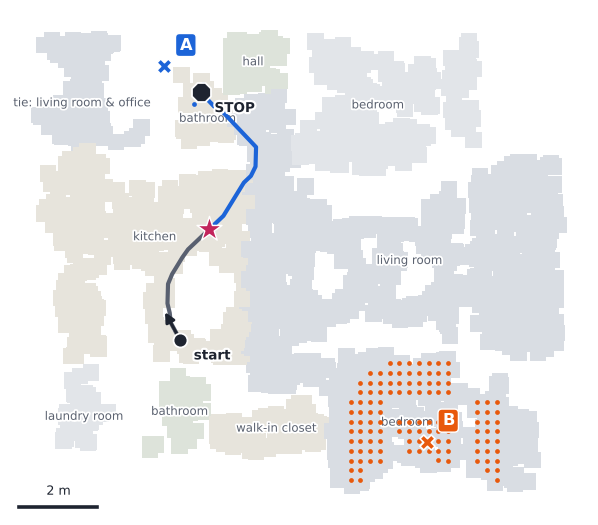 A
hall
tie: living room & office
STOP
bedroom
bathroom
kitchen
living room
start
laundry room
bathroom
walk-in closet
bedroom
B
2 m